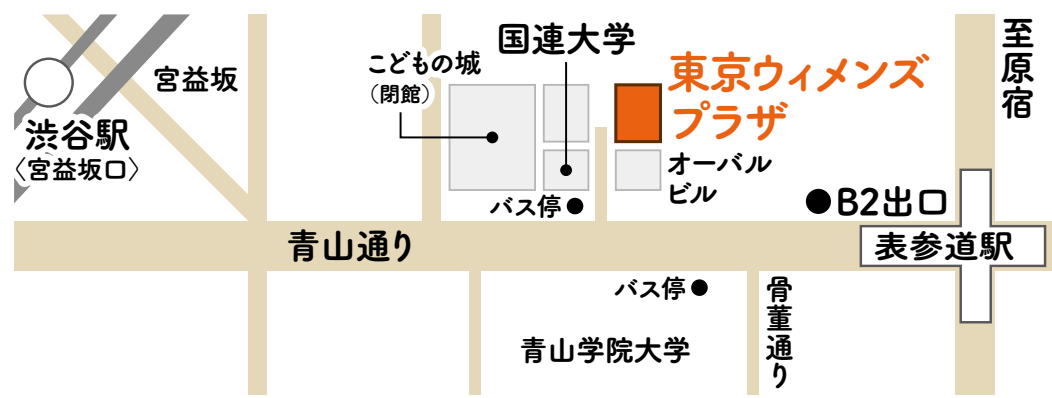 国連大学
こどもの城
（閉館）
東京ウィメンズ
プラザ
至原宿
宮益坂
渋谷駅
〈宮益坂口〉
オーバル
ビル
バス停
B2出口
青山通り
表参道駅
バス停
骨董通り
青山学院大学